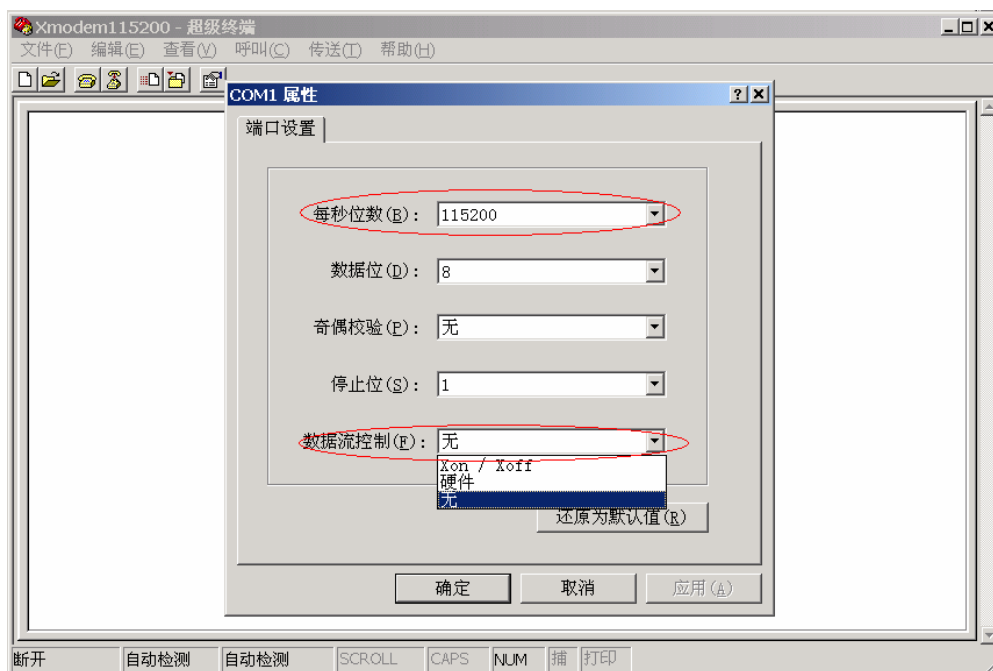 Xmodem115200 - 超级终端
文件(F) 编辑(E) 查看(V) 呼叫(C) 传送(T) 帮助(H)
COM1 属性
端口设置
每秒位数(B)： 115200
数据位(D)： 8
奇偶校验(P)： 无
停止位(S)： 1
数据流控制(F)： 无
Xon / Xoff
硬件
无
还原为默认值(R)
确定 取消 应用(A)
断开 自动检测 自动检测 SCROLL CAPS NUM 捕 打印